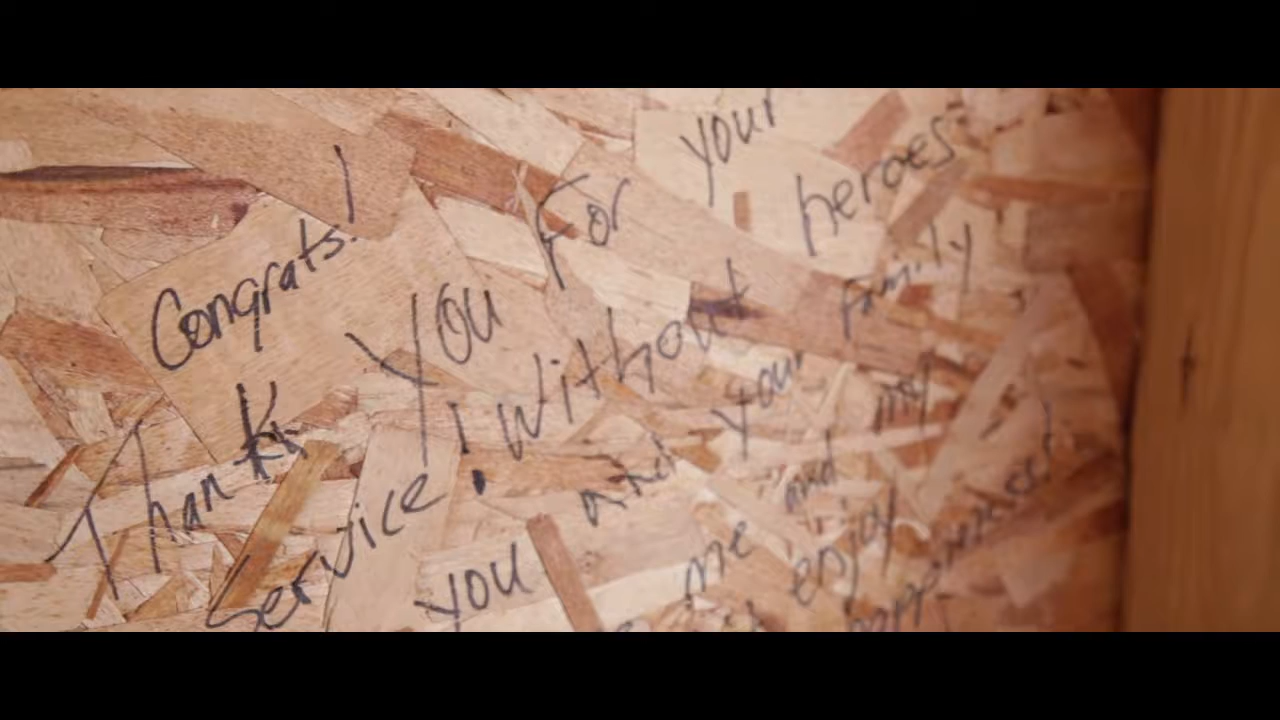 Congrats!
Thank You For your
service! Without heroes
you and your family
me and my
enjoy